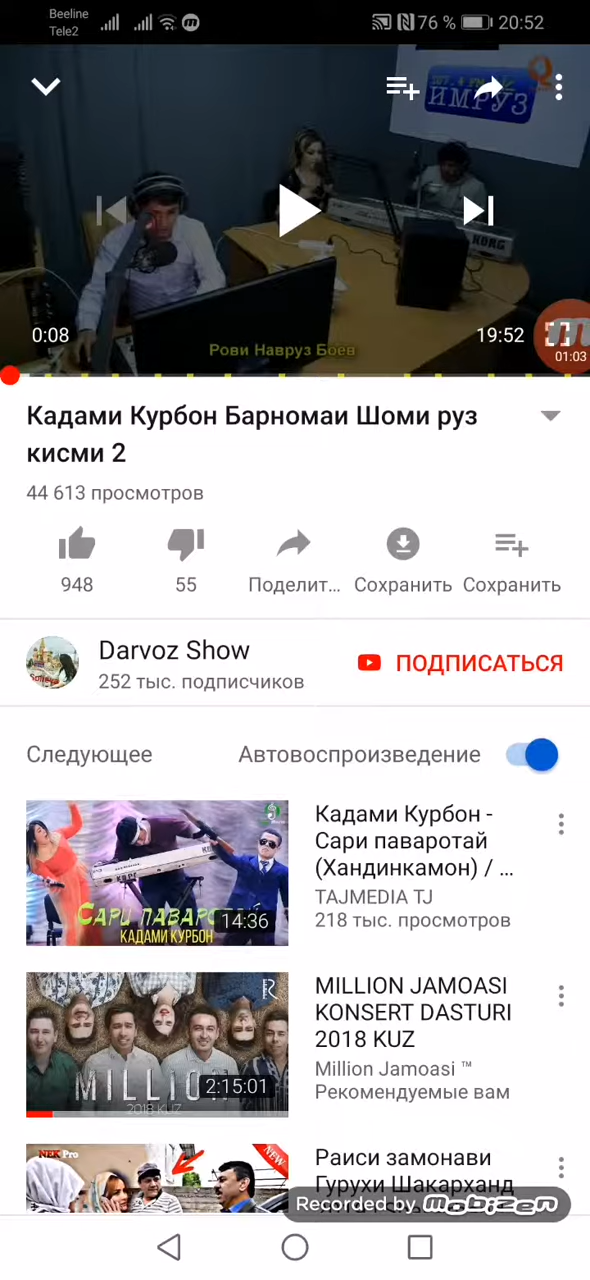 Beeline
Tele2
76 %
20:52
ИМРУЗ
KORG
0:08
19:52
Рови Навруз Боев
01:03
Кадами Курбон Барномаи Шоми руз
кисми 2
44 613 просмотров
948
55
Поделит...
Сохранить
Сохранить
Darvoz Show
252 тыс. подписчиков
ПОДПИСАТЬСЯ
Следующее
Автовоспроизведение
САРИ ПАВАРОТАЙ
КАДАМИ КУРБОН
14:36
Кадами Курбон -
Сари паваротай
(Хандинкамон) / ...
TAJMEDIA TJ
218 тыс. просмотров
MILLION
2018 KUZ
2:15:01
MILLION JAMOASI
KONSERT DASTURI
2018 KUZ
Million Jamoasi ™
Рекомендуемые вам
NEK Pro
NEW
Раиси замонави
Гурухи Шакарханд
Recorded by mobizen